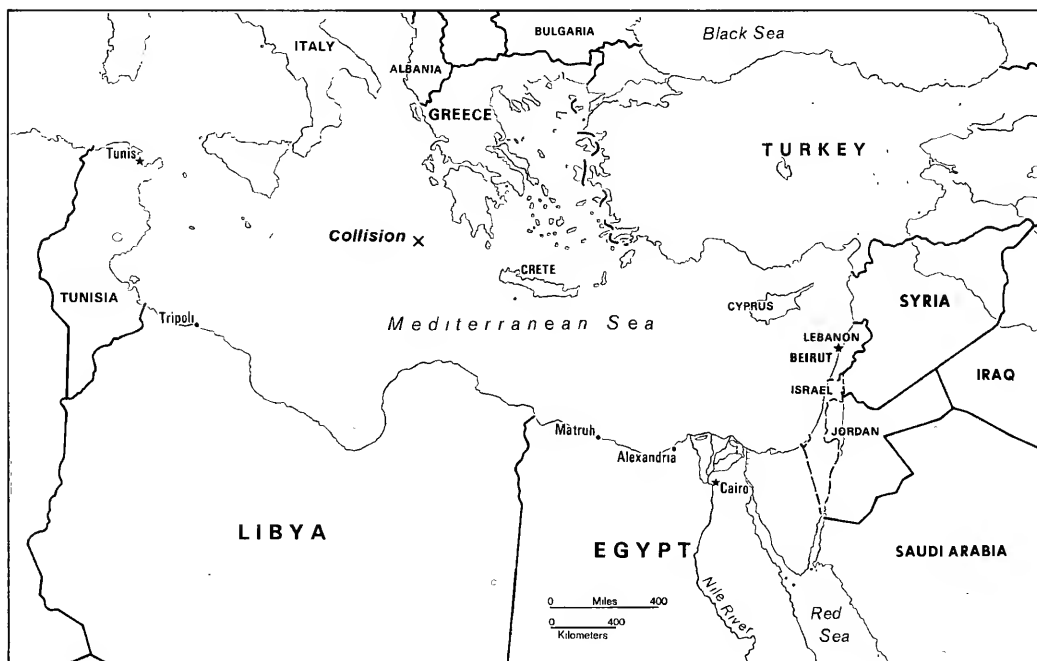 BULGARIA
Black Sea
ITALY
ALBANIA
GREECE
TURKEY
Tunis
Collision
CRETE
TUNISIA
CYPRUS
SYRIA
Tripoli
Mediterranean Sea
LEBANON
BEIRUT
IRAQ
ISRAEL
JORDAN
Matruh
Alexandria
Cairo
LIBYA
EGYPT
SAUDI ARABIA
0 Miles 400
0 400
Kilometers
Nile River
Red
Sea